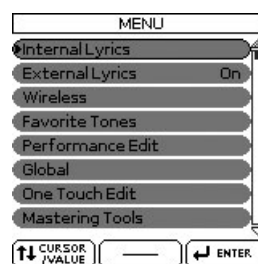 MENU
Internal Lyrics
External Lyrics On
Wireless
Favorite Tones
Performance Edit
Global
One Touch Edit
Mastering Tools
CURSOR
/VALUE
ENTER